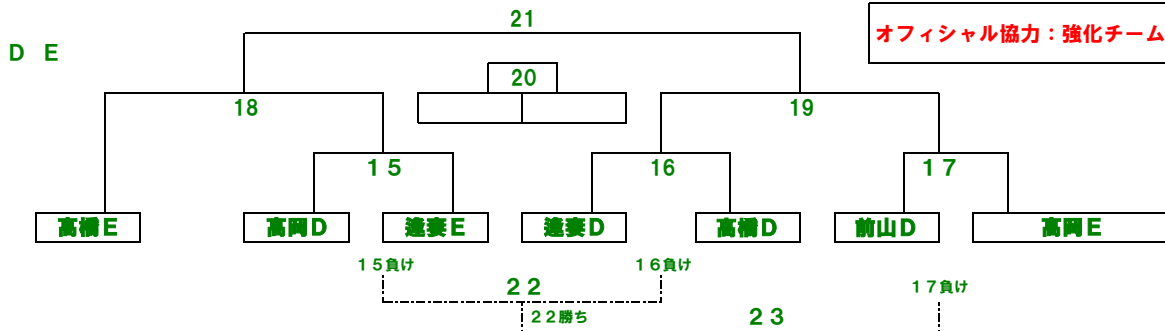 21
オフィシャル協力：強化チーム
Ｄ Ｅ
20
18
19
１５
16
１７
高橋Ｅ
高岡Ｄ
逢妻Ｅ
逢妻Ｄ
高橋Ｄ
前山Ｄ
高岡Ｅ
１５負け
１６負け
２２
１７負け
２２勝ち
２３